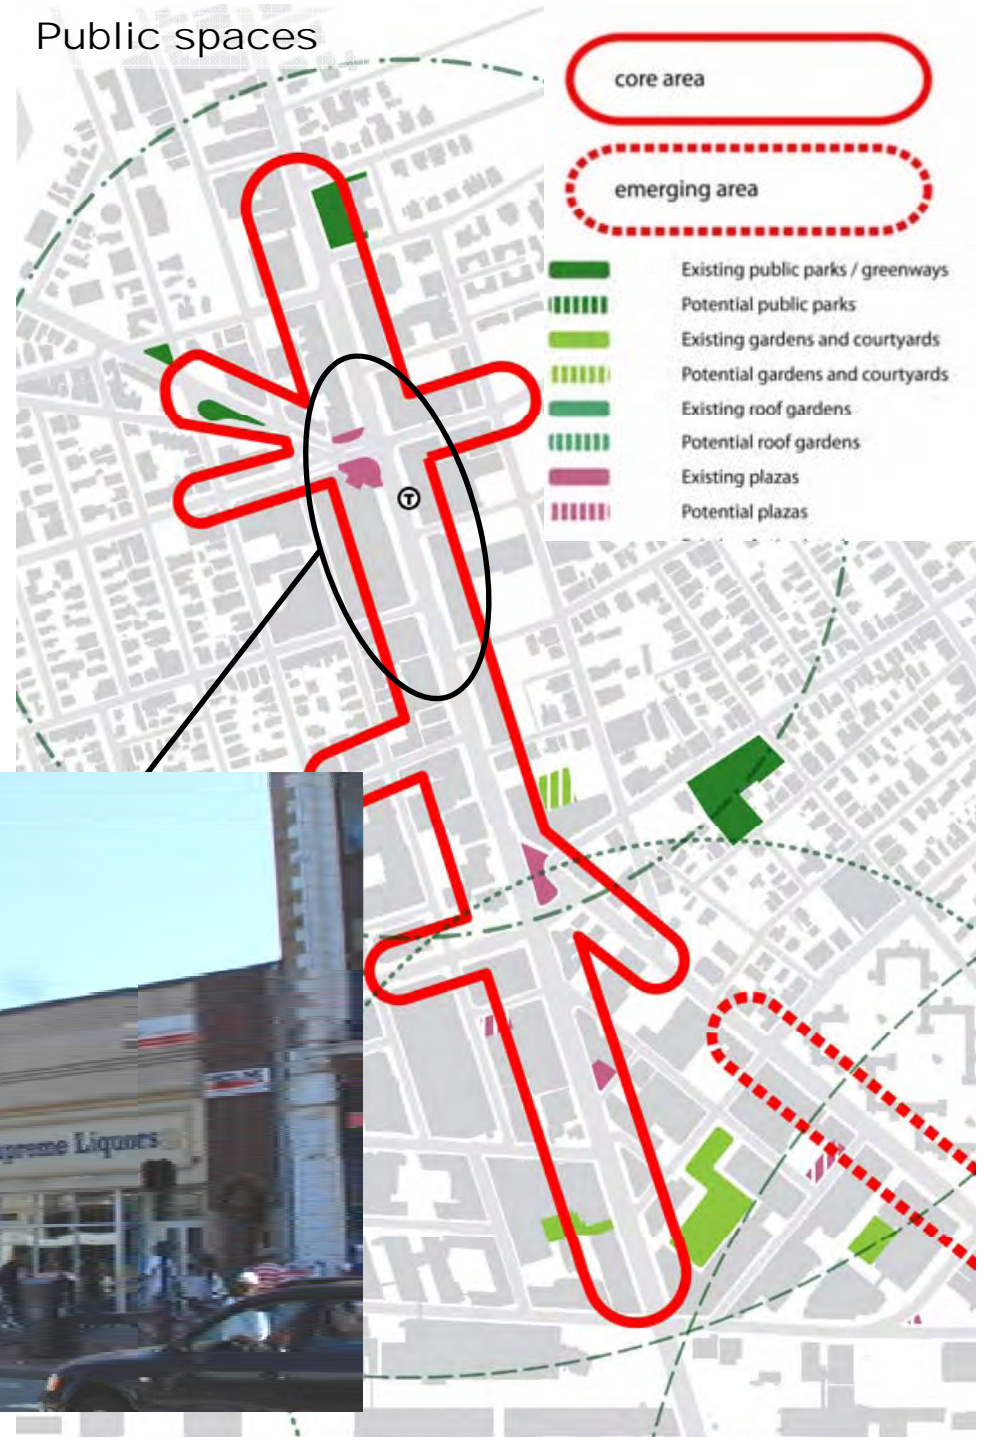 Public spaces
core area
emerging area
Existing public parks / greenways
Potential public parks
Existing gardens and courtyards
Potential gardens and courtyards
Existing roof gardens
Potential roof gardens
Existing plazas
Potential plazas
T
preme Liquors